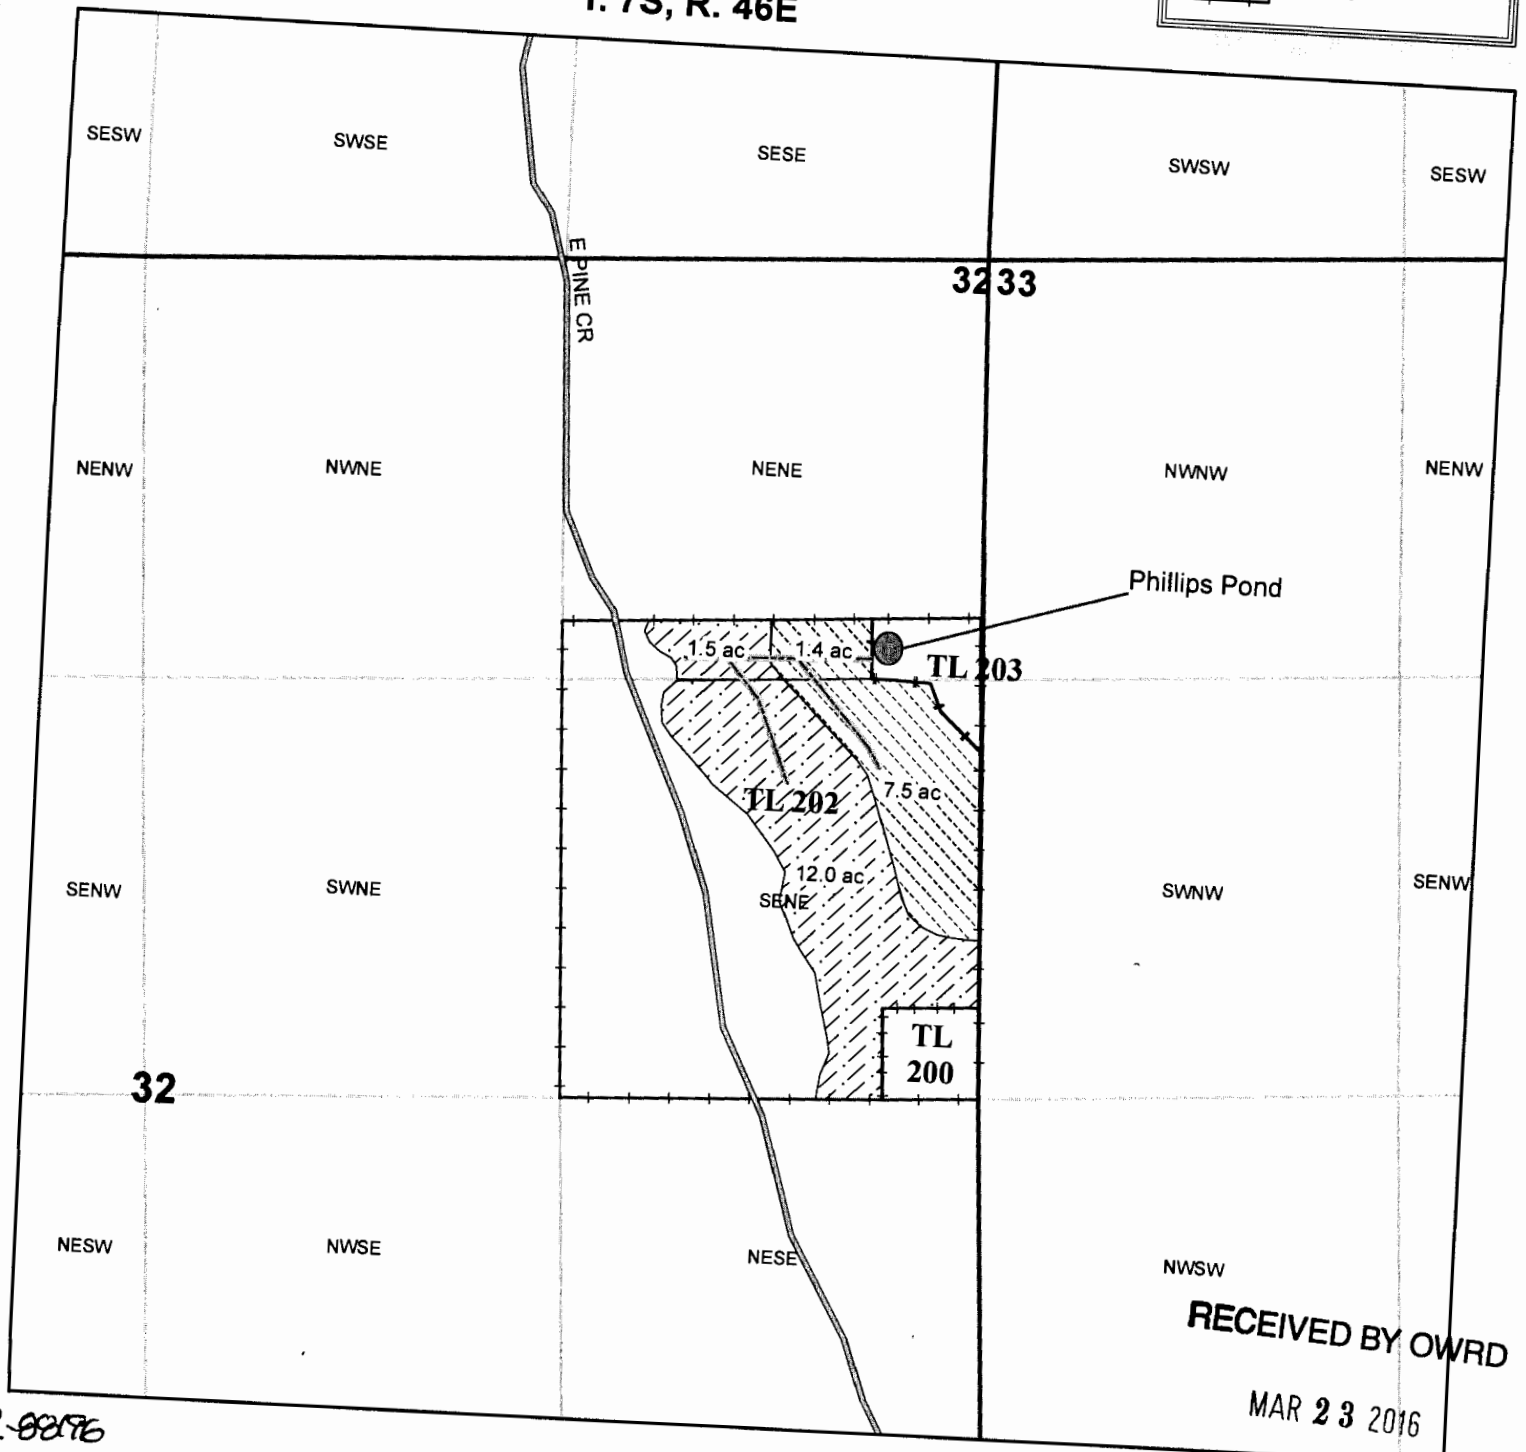 T. 7S, R. 46E
SESW
SWSE
SESE
SWSW
SESW
E PINE CR
32 33
NENW
NWNE
NENE
NWNW
NENW
Phillips Pond
1.5 ac
1.4 ac
TL 203
7.5 ac
TL 202
12.0 ac
SENW
SWNE
SENE
SWNW
SENW
TL
200
32
NESW
NWSE
NESE
NWSW
RECEIVED BY OWRD
MAR 23 2016